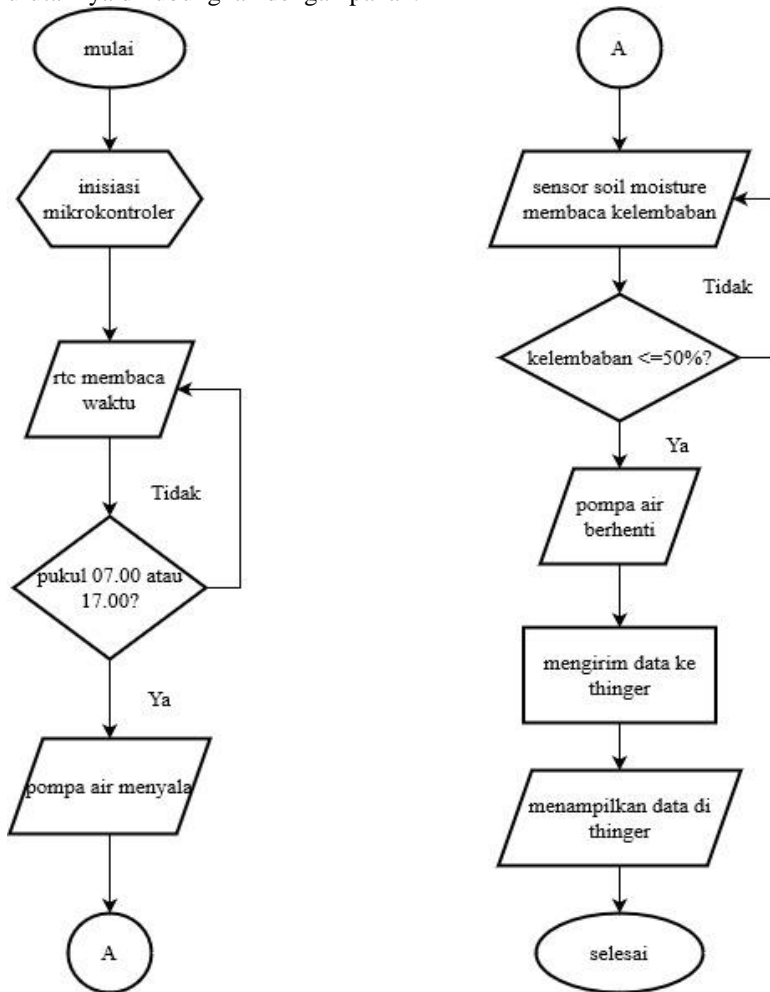 mulai
inisiasi
mikrokontroler
rtc membaca
waktu
Tidak
pukul 07.00 atau
17.00?
Ya
pompa air menyala
A
A
sensor soil moisture
membaca kelembaban
Tidak
kelembaban <=50%?
Ya
pompa air
berhenti
mengirim data ke
thinger
menampilkan data di
thinger
selesai